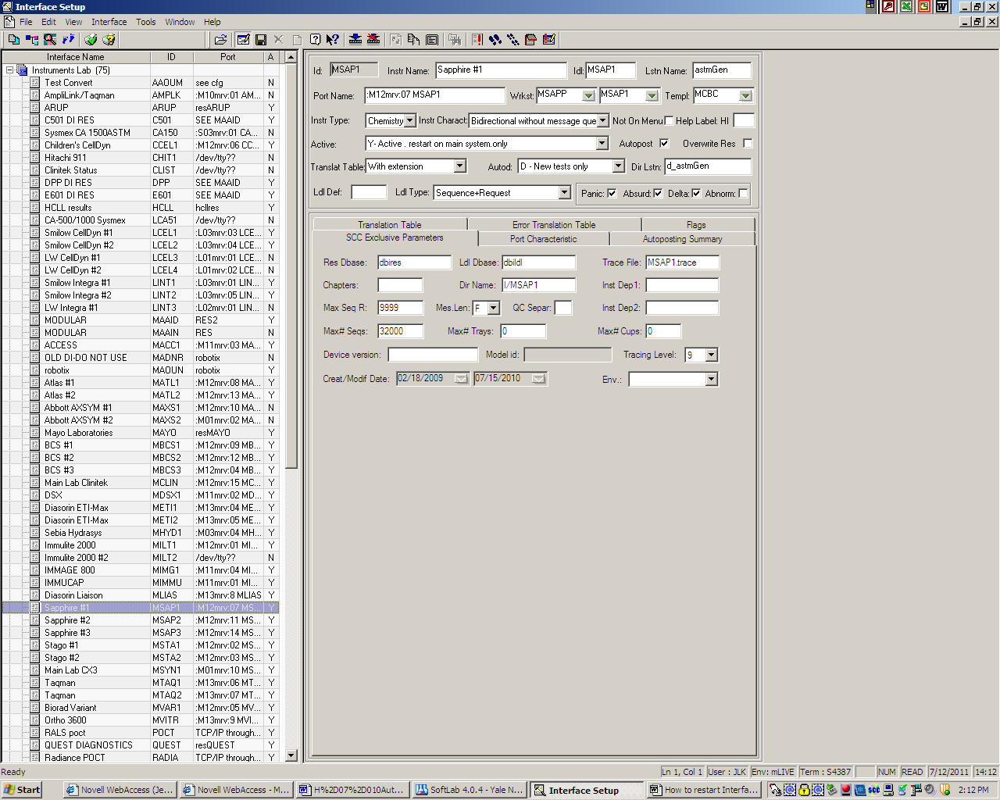 Interface Setup
File Edit View Interface Tools Window Help
Interface Name ID Port A
Instruments Lab (75)
Test Convert AAOUM see cfg N
AmpliLink/Taqman AMPLK :M10mrv:01 AM... N
ARUP ARUP resARUP Y
C501 DI RES C501 SEE MAAID Y
Sysmex CA 1500ASTM CA150 :S03mrv:01 CA... N
Children's CellDyn CCEL1 :M12mrv:06 CC... Y
Hitachi 911 CHIT1 /dev/tty?? N
Clinitek Status CLIST /dev/tty?? N
DPP DI RES DPP SEE MAAID Y
E601 DI RES E601 SEE MAAID Y
HCLL results HCLL hcllres Y
CA-500/1000 Sysmex LCA51 /dev/tty?? N
Smilow CellDyn #1 LCEL1 :L03mrv:03 LCE... Y
Smilow CellDyn #2 LCEL2 :L03mrv:04 LCE... Y
LW CellDyn #1 LCEL3 :L01mrv:01 LCE... N
LW CellDyn #2 LCEL4 :L01mrv:02 LCE... N
Smilow Integra #1 LINT1 :L03mrv:01 LIN... Y
Smilow Integra #2 LINT2 :L03mrv:05 LIN... Y
LW Integra #1 LINT3 :L02mrv:01 LIN... N
MODULAR MAAID RES2 Y
MODULAR MAAIN RES N
ACCESS MACC1 :M11mrv:03 MA... Y
OLD DI-DO NOT USE MADNR robotix N
robotix MAOUN robotix Y
Atlas #1 MATL1 :M12mrv:08 MA... Y
Atlas #2 MATL2 :M12mrv:13 MA... Y
Abbott AXSYM #1 MAXS1 :M12mrv:10 MA... N
Abbott AXSYM #2 MAXS2 :M01mrv:02 MA... N
Mayo Laboratories MAYO resMAYO Y
BCS #1 MBCS1 :M12mrv:09 MB... Y
BCS #2 MBCS2 :M12mrv:12 MB... Y
BCS #3 MBCS3 :M12mrv:04 MB... Y
Main Lab Clinitek MCLIN :M12mrv:15 MC... Y
DSX MDSX1 :M11mrv:02 MD... Y
Diasorin ETI-Max METI1 :M13mrv:04 ME... Y
Diasorin ETI-Max METI2 :M13mrv:05 ME... Y
Sebia Hydrasys MHYD1 :M03mrv:04 MH... Y
Immulite 2000 MILT1 :M12mrv:01 MI... Y
Immulite 2000 #2 MILT2 /dev/tty?? N
IMMAGE 800 MIMG1 :M11mrv:04 MI... Y
IMMUCAP MIMMU :M11mrv:01 MI... Y
Diasorin Liaison MLIAS :M13mrv:8 MLIAS Y
Sapphire #1 MSAP1 :M12mrv:07 MS... Y
Sapphire #2 MSAP2 :M12mrv:11 MS... Y
Sapphire #3 MSAP3 :M12mrv:14 MS... Y
Stago #1 MSTA1 :M12mrv:02 MS... Y
Stago #2 MSTA2 :M12mrv:03 MS... Y
Main Lab CX3 MSYN1 :M01mrv:10 MS... Y
Taqman MTAQ1 :M13mrv:06 MT... Y
Taqman MTAQ2 :M13mrv:07 MT... Y
Biorad Variant MVAR1 :M12mrv:05 MV... Y
Ortho 3600 MVITR :M13mrv:9 MVI... Y
RALS poct POCT TCP/IP through... Y
QUEST DIAGNOSTICS QUEST resQUEST Y
Radiance POCT RADIA TCP/IP through... Y
Id: MSAP1 Instr Name: Sapphire #1 Idl: MSAP1 Lstn Name: astmGen
Port Name: :M12mrv:07 MSAP1 Wrkst: MSAPP MSAP1 Templ: MCBC
Instr Type: Chemistry Instr Charact: Bidirectional without message que Not On Menu Help Label: HI
Active: Y- Active . restart on main system.only Autopost Overwrite Res
Translat Table: With extension Autod: D - New tests only Dir Lstn: d_astmGen
Ldl Def: Ldl Type: Sequence+Request Panic: Absurd: Delta: Abnorm:
Translation Table Error Translation Table Flags
SCC Exclusive Parameters Port Characteristic Autoposting Summary
Res Dbase: dbires Ldl Dbase: dbildl Trace File: MSAP1.trace
Chapters: Dir Name: I/MSAP1 Inst Dep1:
Max Seq R: 9999 Mes.Len: F QC Separ: Inst Dep2:
Max# Seqs: 32000 Max# Trays: 0 Max# Cups: 0
Device version: Model id: Tracing Level: 9
Creat/Modif Date: 02/18/2009 07/15/2010 Env.:
Ready Ln 1, Col 1 User : JLK Env: mLIVE Term : S4387 NUM READ 7/12/2011 14:12
Start Novell WebAccess (Je... Novell WebAccess - M... H%2D07%2D010Aut... SoftLab 4.0.4 - Yale N... Interface Setup How to restart Interfa... scc 2:12 PM